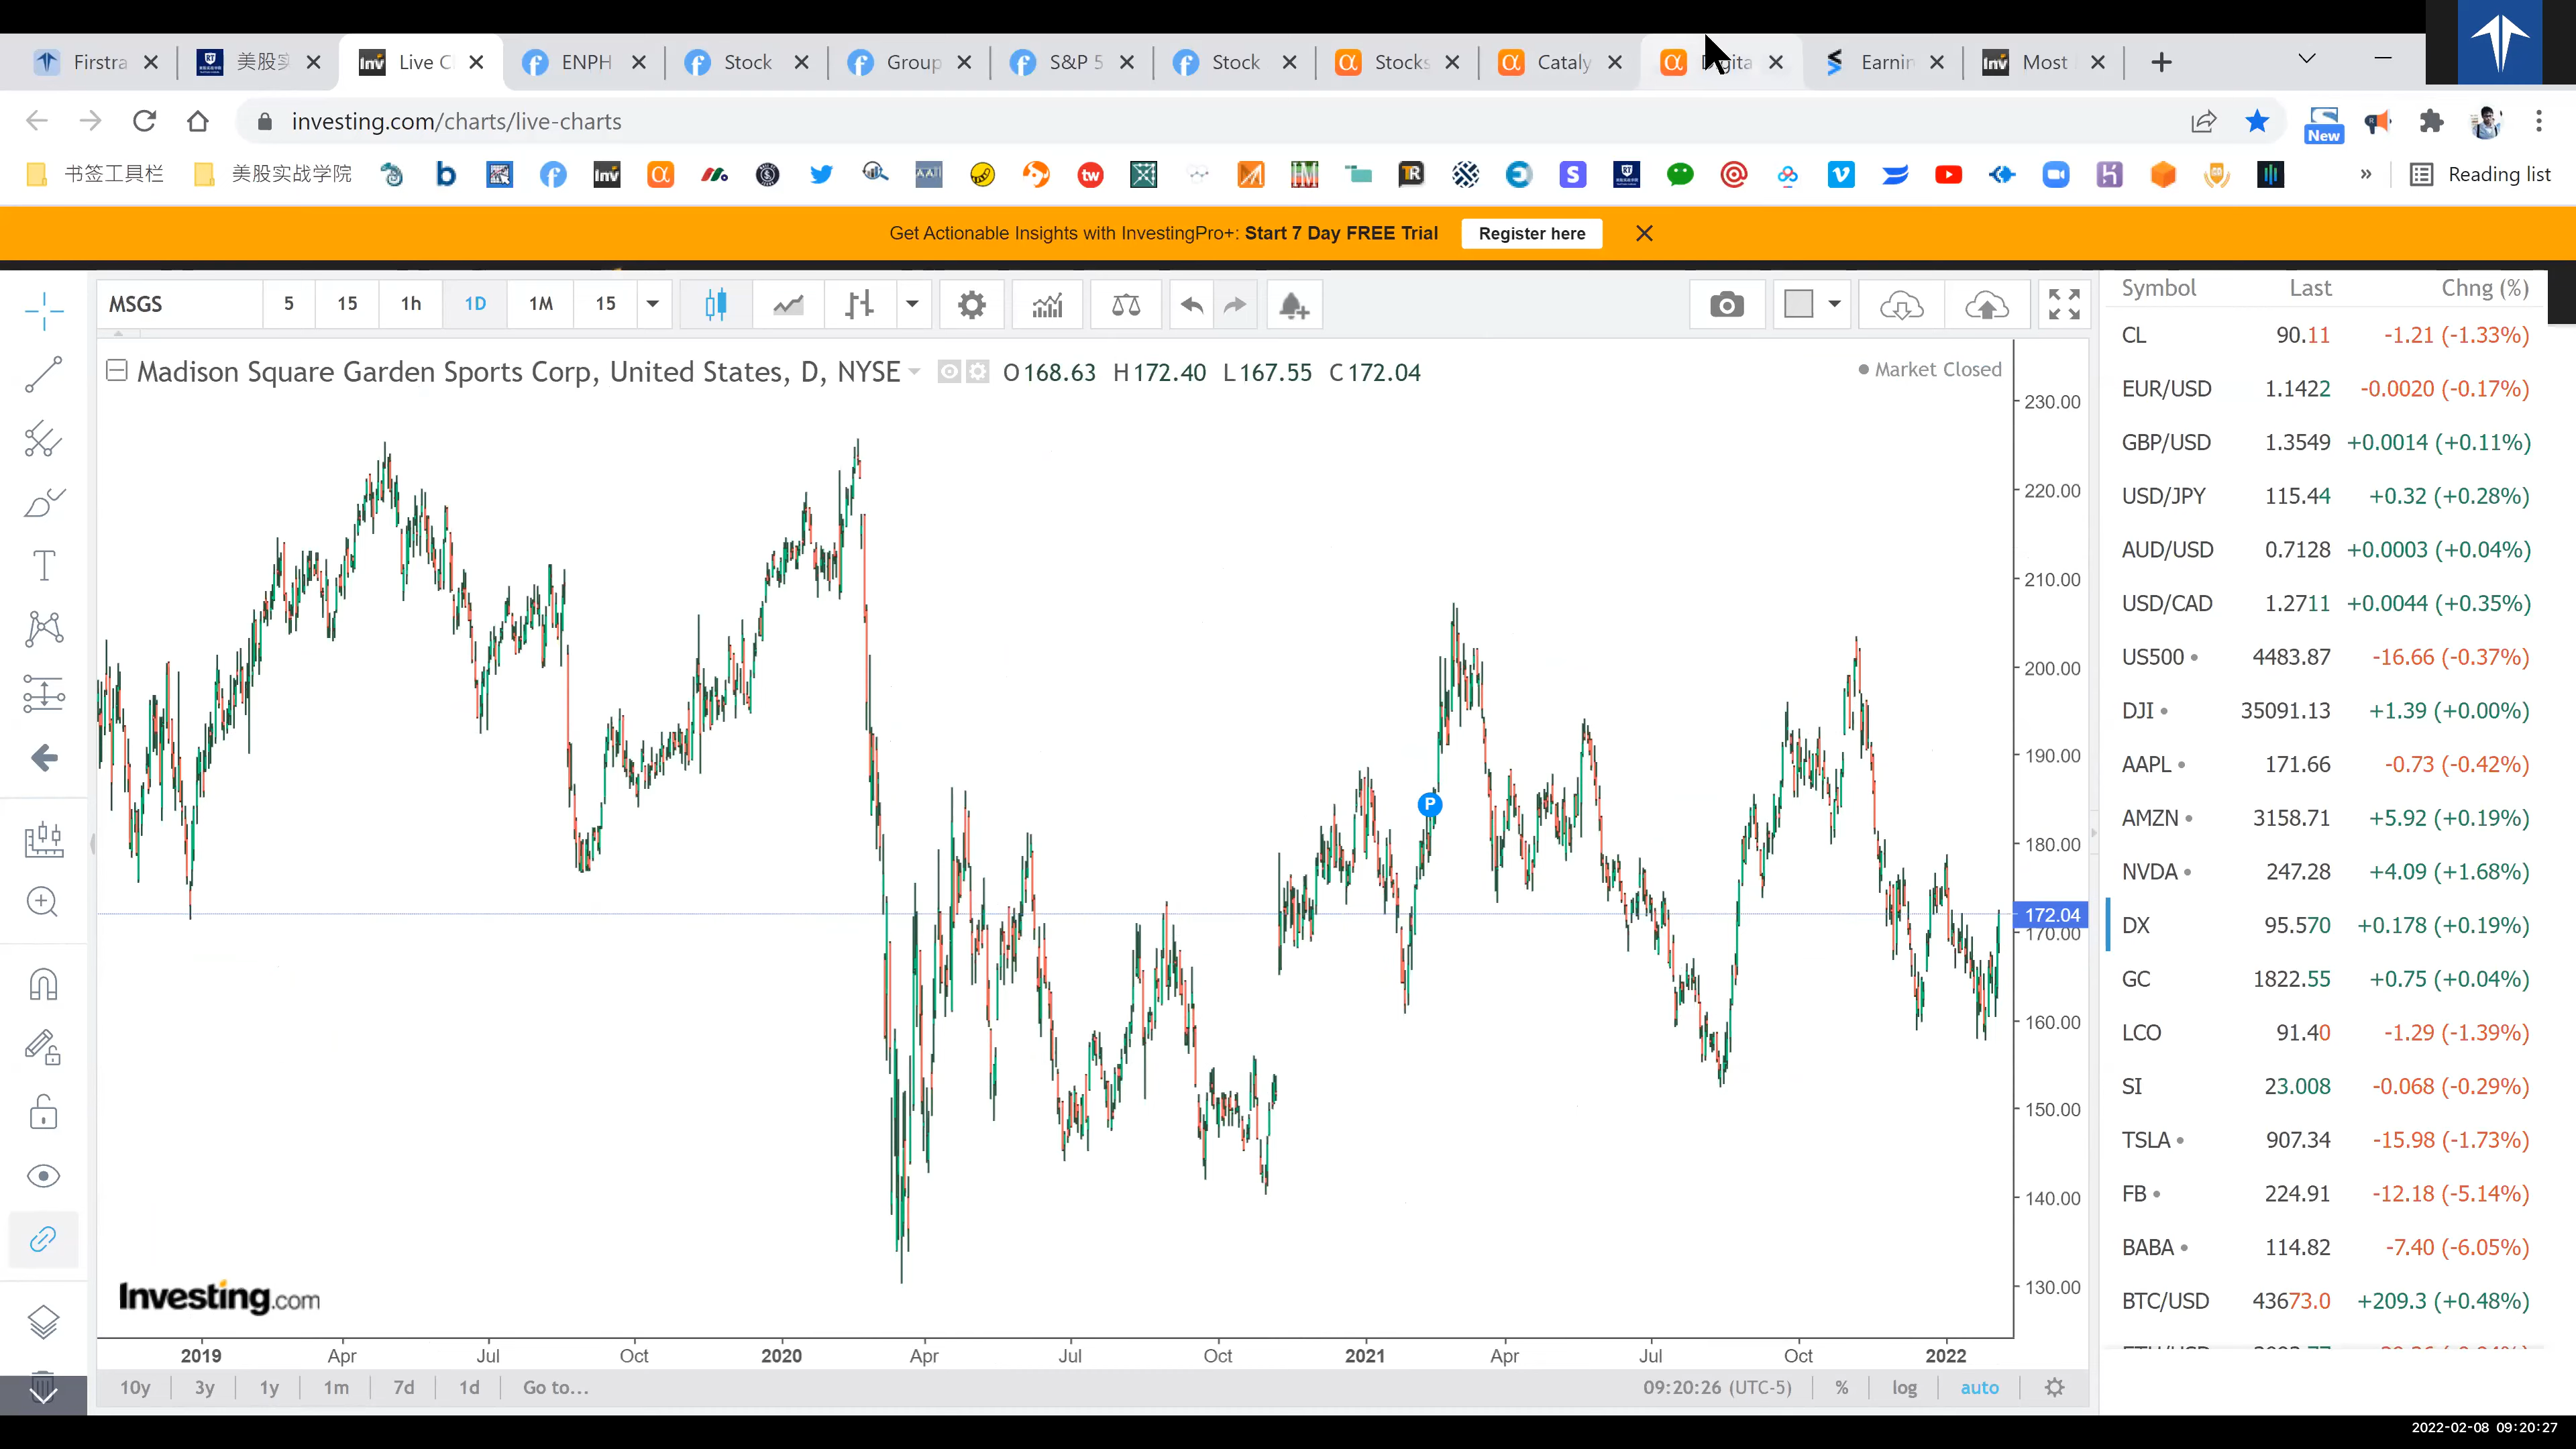 Firstra
美股实
Live C
ENPH
Stock
Group
S&P 5
Stock
Stocks
Cataly
Digita
Earnin
Most
investing.com/charts/live-charts
New
书签工具栏
美股实战学院
Reading list
Get Actionable Insights with InvestingPro+: Start 7 Day FREE Trial
Register here
MSGS 5 15 1h 1D 1M 15
Madison Square Garden Sports Corp, United States, D, NYSE O168.63 H172.40 L167.55 C172.04
Market Closed
230.00
220.00
210.00
200.00
190.00
180.00
172.04
170.00
160.00
150.00
140.00
130.00
P
Investing.com
2019 Apr Jul Oct 2020 Apr Jul Oct 2021 Apr Jul Oct 2022
10y 3y 1y 1m 7d 1d Go to...
09:20:26 (UTC-5) % log auto
Symbol Last Chng (%)
CL 90.11 -1.21 (-1.33%)
EUR/USD 1.1422 -0.0020 (-0.17%)
GBP/USD 1.3549 +0.0014 (+0.11%)
USD/JPY 115.44 +0.32 (+0.28%)
AUD/USD 0.7128 +0.0003 (+0.04%)
USD/CAD 1.2711 +0.0044 (+0.35%)
US500 4483.87 -16.66 (-0.37%)
DJI 35091.13 +1.39 (+0.00%)
AAPL 171.66 -0.73 (-0.42%)
AMZN 3158.71 +5.92 (+0.19%)
NVDA 247.28 +4.09 (+1.68%)
DX 95.570 +0.178 (+0.19%)
GC 1822.55 +0.75 (+0.04%)
LCO 91.40 -1.29 (-1.39%)
SI 23.008 -0.068 (-0.29%)
TSLA 907.34 -15.98 (-1.73%)
FB 224.91 -12.18 (-5.14%)
BABA 114.82 -7.40 (-6.05%)
BTC/USD 43673.0 +209.3 (+0.48%)
2022-02-08 09:20:27